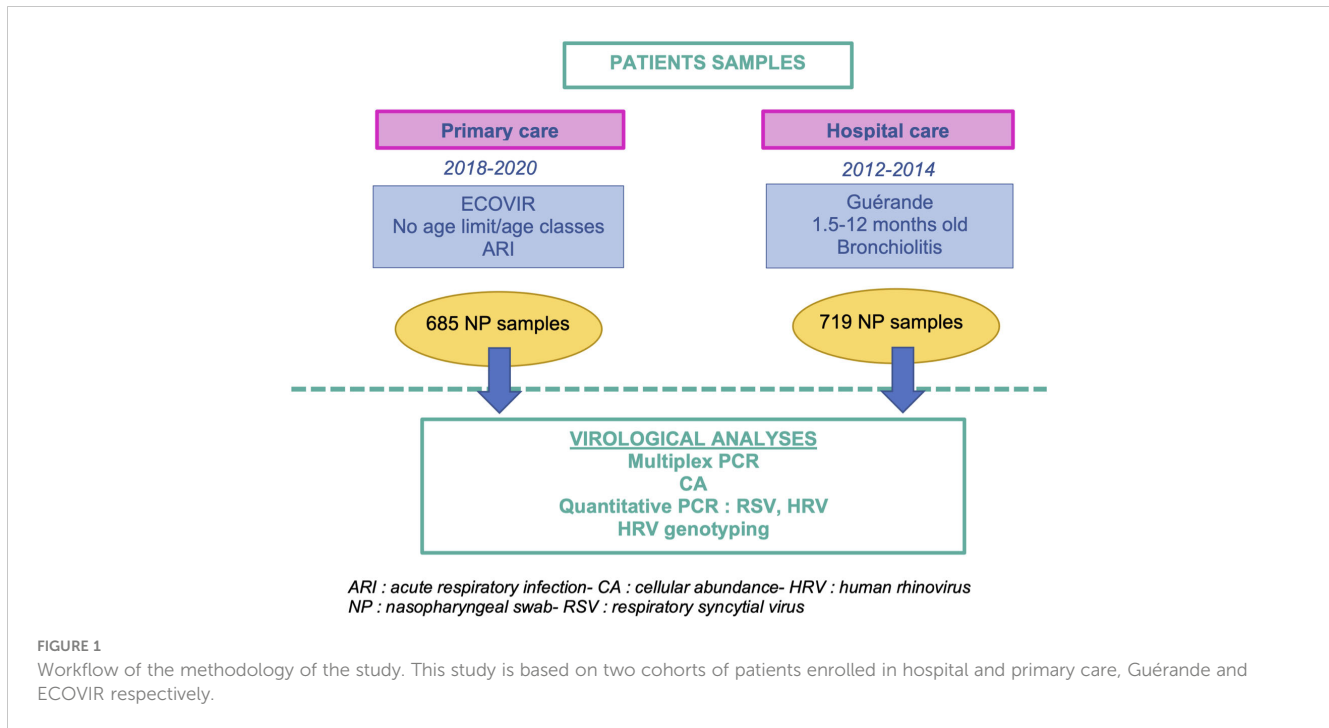 PATIENTS SAMPLES
Primary care
Hospital care
2018-2020
2012-2014
ECOVIR
No age limit/age classes
ARI
Guérande
1.5-12 months old
Bronchiolitis
685 NP samples
719 NP samples
VIROLOGICAL ANALYSES
Multiplex PCR
CA
Quantitative PCR : RSV, HRV
HRV genotyping
ARI : acute respiratory infection- CA : cellular abundance- HRV : human rhinovirus
NP : nasopharyngeal swab- RSV : respiratory syncytial virus
FIGURE 1
Workflow of the methodology of the study. This study is based on two cohorts of patients enrolled in hospital and primary care, Guérande and
ECOVIR respectively.